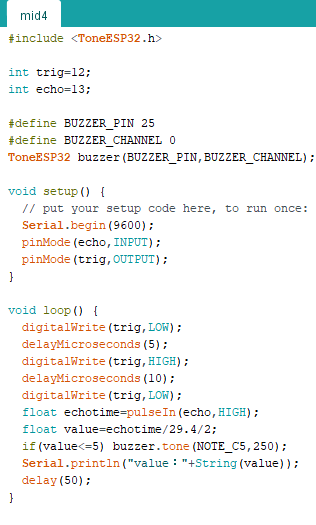 mid4
#include <ToneESP32.h>
int trig=12;
int echo=13;
#define BUZZER_PIN 25
#define BUZZER_CHANNEL 0
ToneESP32 buzzer(BUZZER_PIN,BUZZER_CHANNEL);
void setup() {
  // put your setup code here, to run once:
  Serial.begin(9600);
  pinMode(echo,INPUT);
  pinMode(trig,OUTPUT);
}
void loop() {
  digitalWrite(trig,LOW);
  delayMicroseconds(5);
  digitalWrite(trig,HIGH);
  delayMicroseconds(10);
  digitalWrite(trig,LOW);
  float echotime=pulseIn(echo,HIGH);
  float value=echotime/29.4/2;
  if(value<=5) buzzer.tone(NOTE_C5,250);
  Serial.println("value："+String(value));
  delay(50);
}